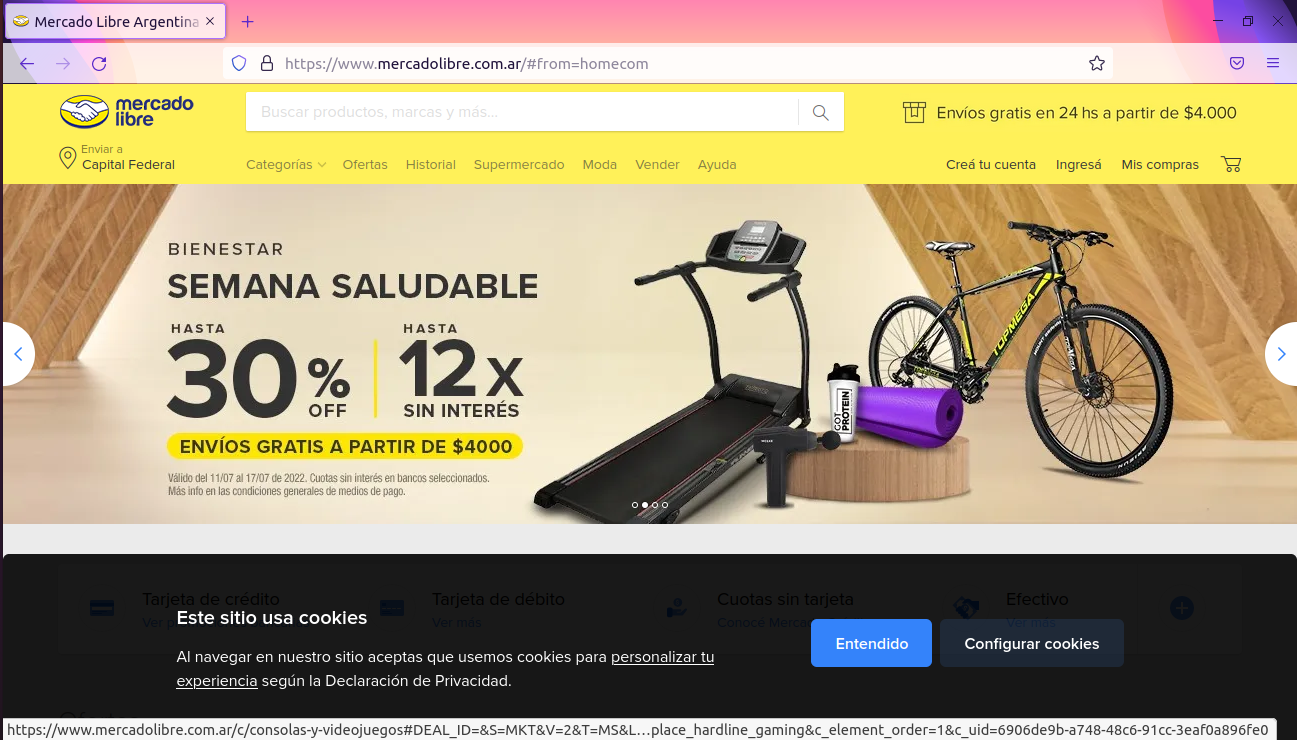 Mercado Libre Argentina
https://www.mercadolibre.com.ar/#from=homecom
mercado
libre
Buscar productos, marcas y más...
Envíos gratis en 24 hs a partir de $4.000
Enviar a
Capital Federal
Categorías
Ofertas
Historial
Supermercado
Moda
Vender
Ayuda
Creá tu cuenta
Ingresá
Mis compras
BIENESTAR
SEMANA SALUDABLE
HASTA
30%
OFF
HASTA
12X
SIN INTERÉS
ENVÍOS GRATIS A PARTIR DE $4000
Válido del 11/07 al 17/07 de 2022. Cuotas sin interés en bancos seleccionados.
Más info en las condiciones generales de medios de pago.
TOPMEGA
GOT
PROTEIN
Tarjeta de crédito
Tarjeta de débito
Ver más
Cuotas sin tarjeta
Efectivo
Ver más
Este sitio usa cookies
Al navegar en nuestro sitio aceptas que usemos cookies para personalizar tu
experiencia según la Declaración de Privacidad.
Entendido
Configurar cookies
https://www.mercadolibre.com.ar/c/consolas-y-videojuegos#DEAL_ID=&S=MKT&V=2&T=MS&L…place_hardline_gaming&c_element_order=1&c_uid=6906de9b-a748-48c6-91cc-3eaf0a896fe0